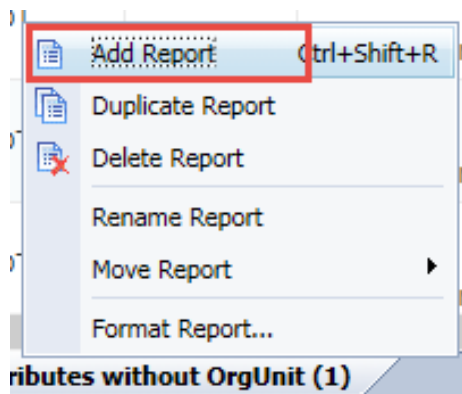 Add Report Ctrl+Shift+R
Duplicate Report
Delete Report
Rename Report
Move Report
Format Report...
ributes without OrgUnit (1)